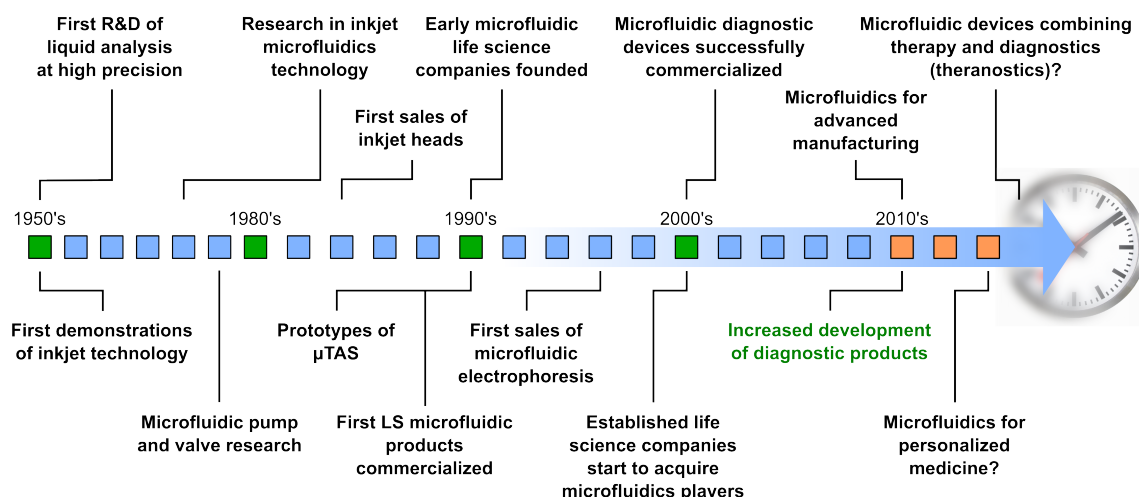 First R&D of
liquid analysis
at high precision
Research in inkjet
microfluidics
technology
Early microfluidic
life science
companies founded
Microfluidic diagnostic
devices successfully
commercialized
Microfluidic devices combining
therapy and diagnostics
(theranostics)?
First sales of
inkjet heads
Microfluidics for
advanced
manufacturing
1950's
1980's
1990's
2000's
2010's
First demonstrations
of inkjet technology
Prototypes of
µTAS
First sales of
microfluidic
electrophoresis
Increased development
of diagnostic products
Microfluidic pump
and valve research
First LS microfluidic
products
commercialized
Established life
science companies
start to acquire
microfluidics players
Microfluidics for
personalized
medicine?